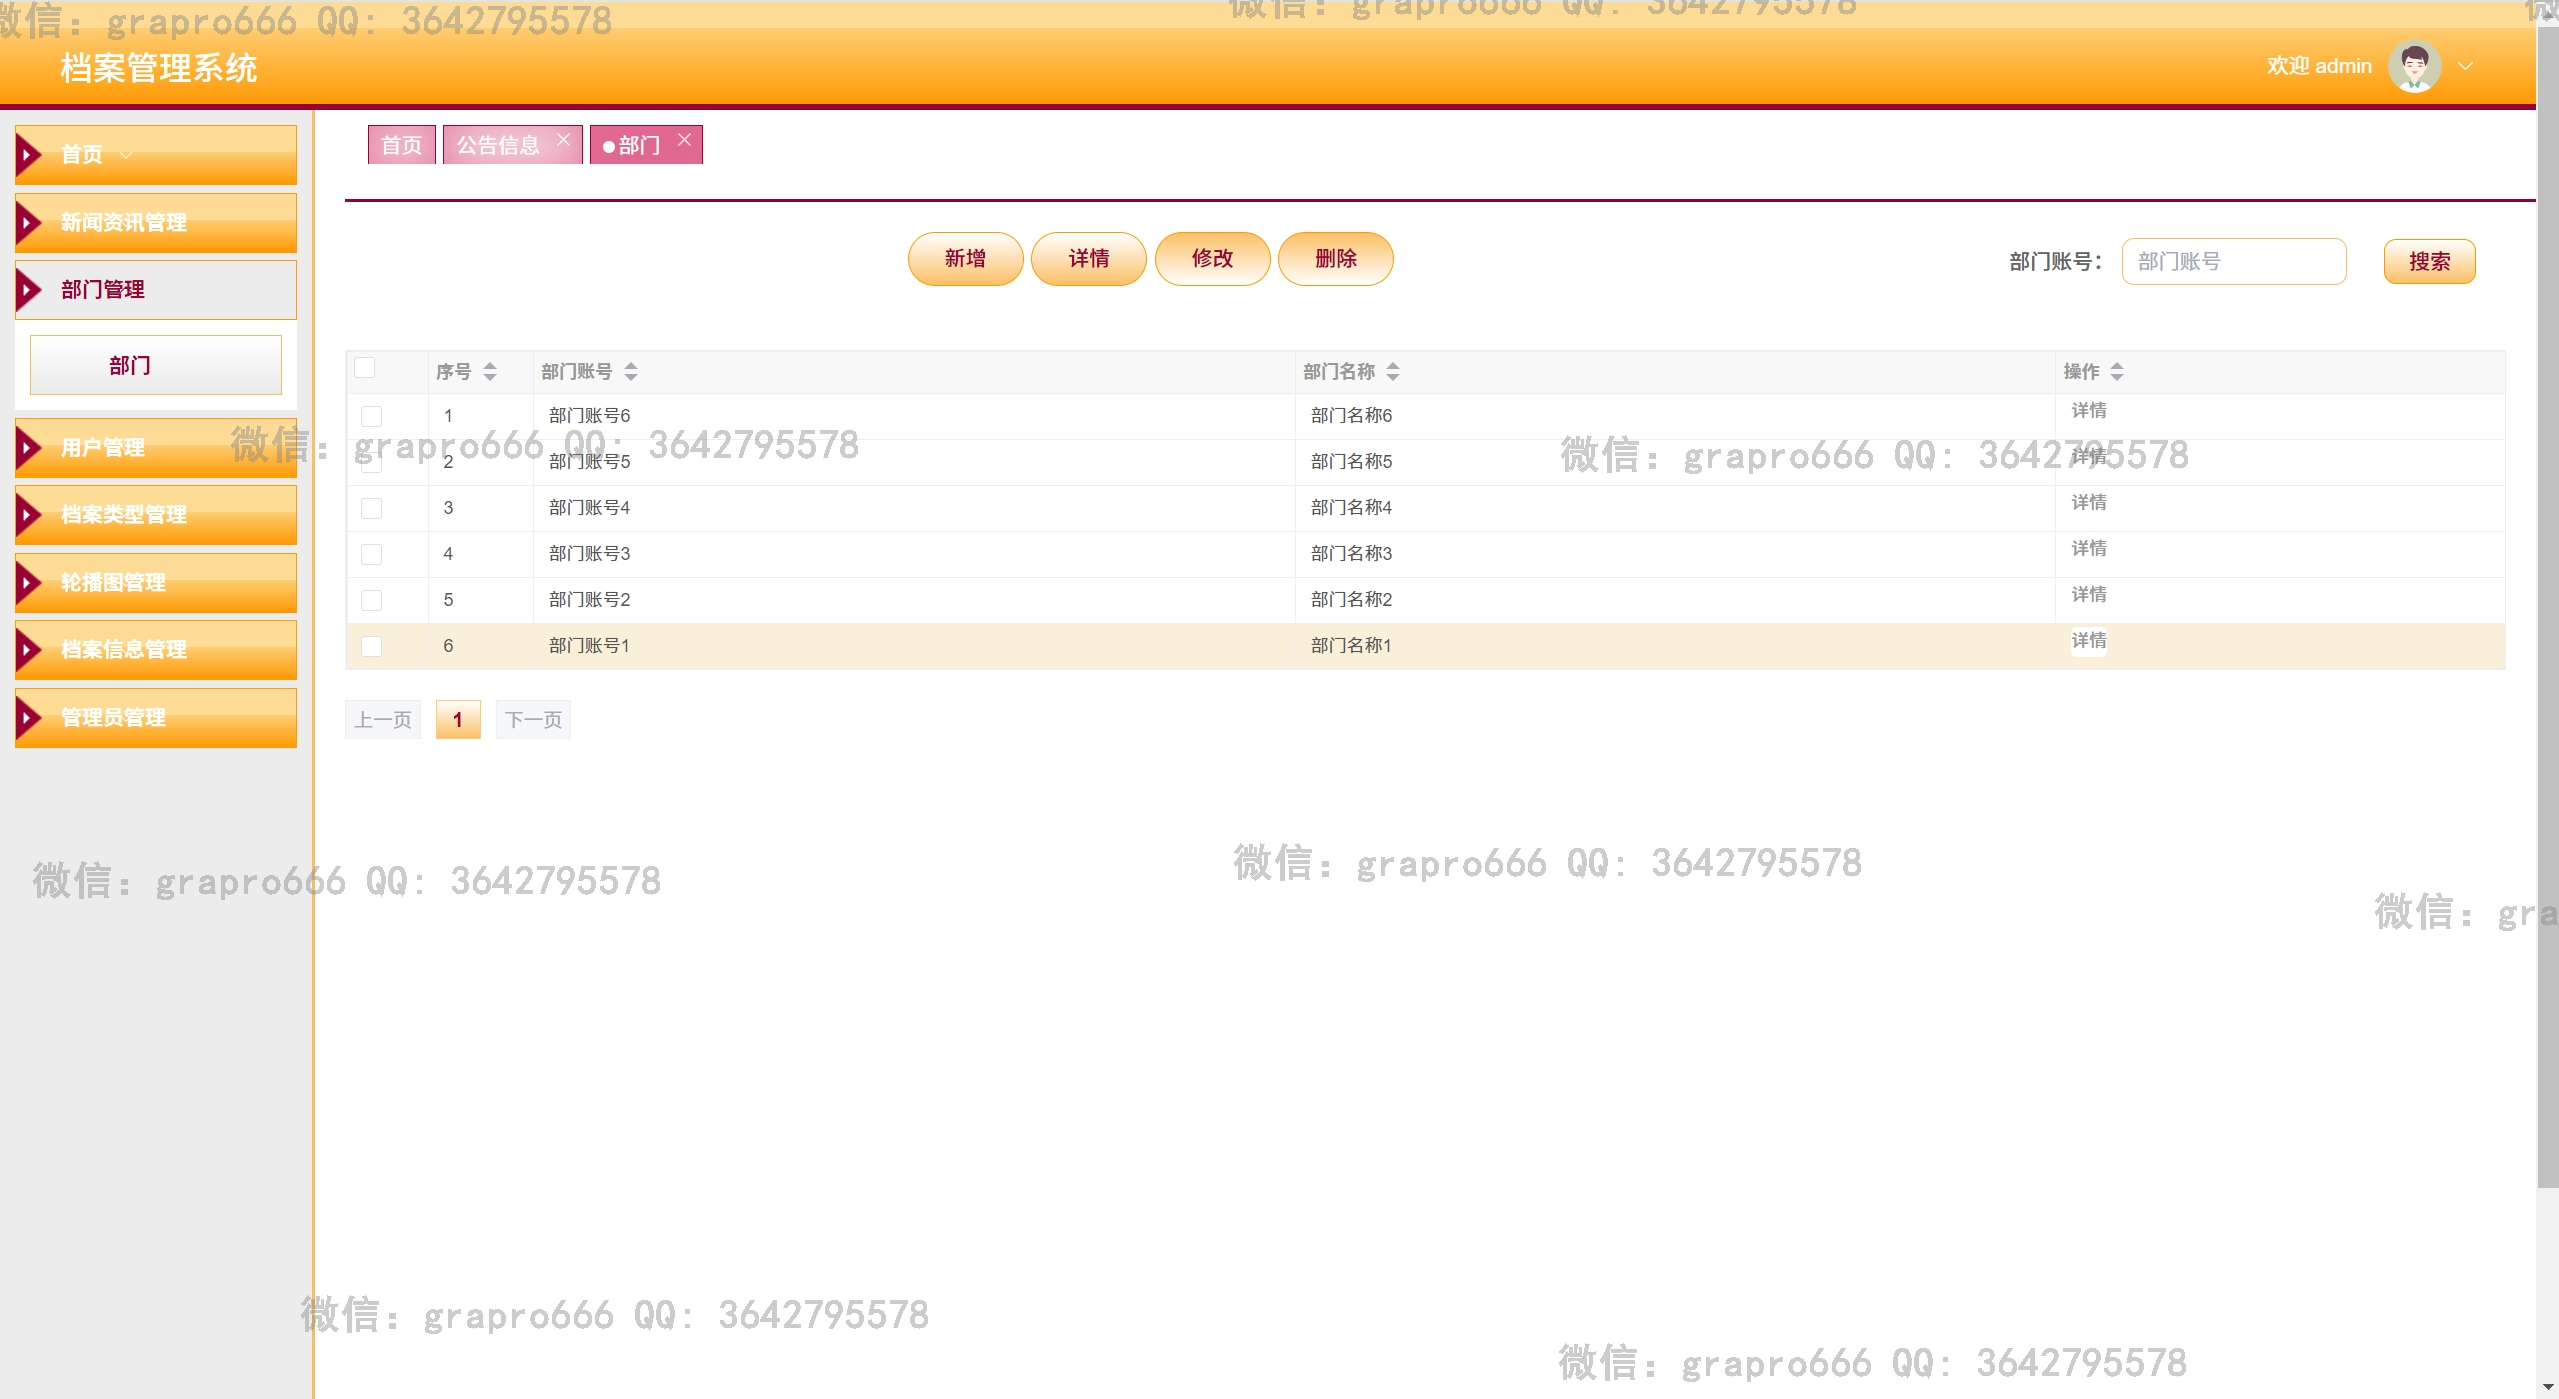 微信：grapro666 QQ: 3642795578
微信：grapro666 QQ: 3642795578
档案管理系统
欢迎 admin
首页
公告信息
部门
首页
新闻资讯管理
部门管理
部门
用户管理
档案类型管理
轮播图管理
档案信息管理
管理员管理
新增 详情 修改 删除
部门账号： 部门账号 搜索
序号 部门账号 部门名称 操作
1 部门账号6 部门名称6 详情
2 部门账号5 部门名称5 详情
微信：grapro666 QQ: 3642795578
微信：grapro666 QQ: 3642795578
3 部门账号4 部门名称4 详情
4 部门账号3 部门名称3 详情
5 部门账号2 部门名称2 详情
6 部门账号1 部门名称1 详情
上一页 1 下一页
微信：grapro666 QQ: 3642795578
微信：grapro666 QQ: 3642795578
微信：gra
微信：grapro666 QQ: 3642795578
微信：grapro666 QQ: 3642795578